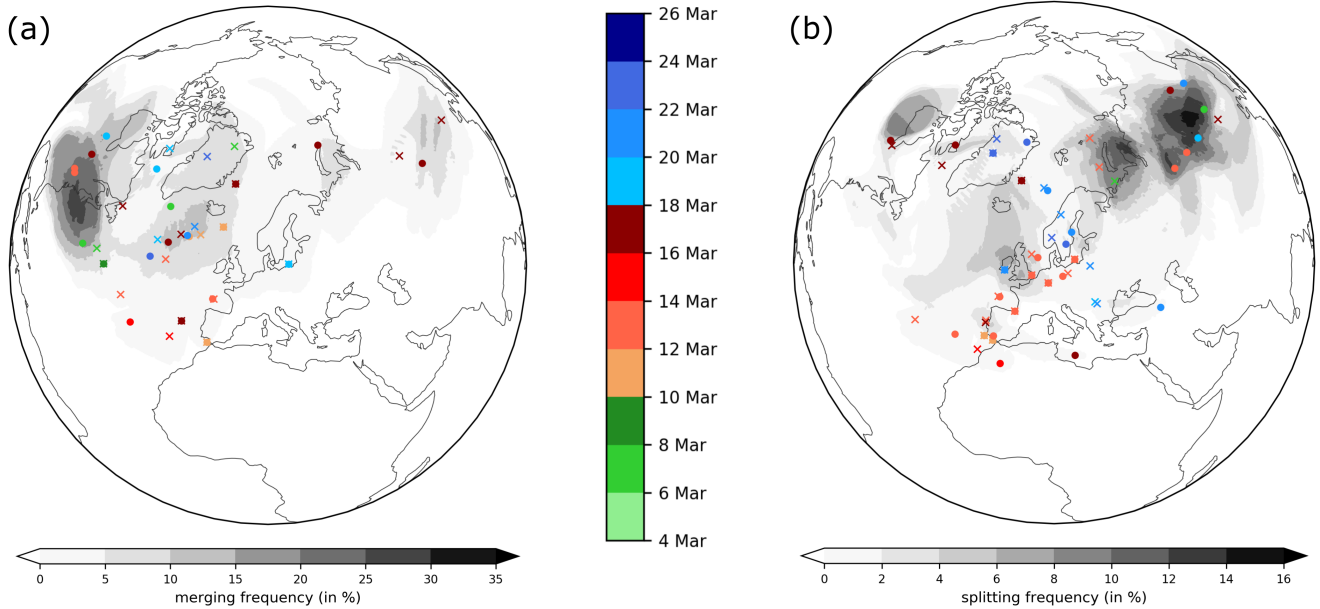 (a)
26 Mar
24 Mar
22 Mar
20 Mar
18 Mar
16 Mar
14 Mar
12 Mar
10 Mar
8 Mar
6 Mar
4 Mar
(b)
0 5 10 15 20 25 30 35
merging frequency (in %)
0 2 4 6 8 10 12 14 16
splitting frequency (in %)